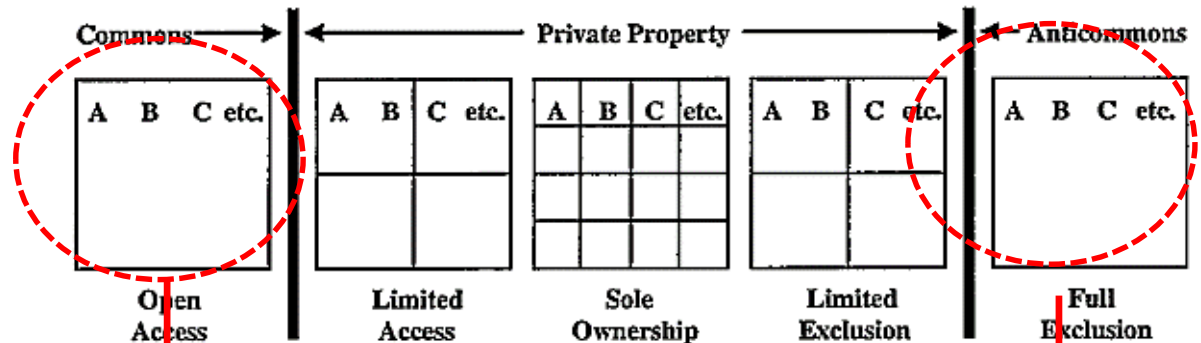 Commons Private Property Anticommons
A B C etc. A B C etc. A B C etc. A B C etc. A B C etc.
Open Limited Sole Limited Full
Access Access Ownership Exclusion Exclusion